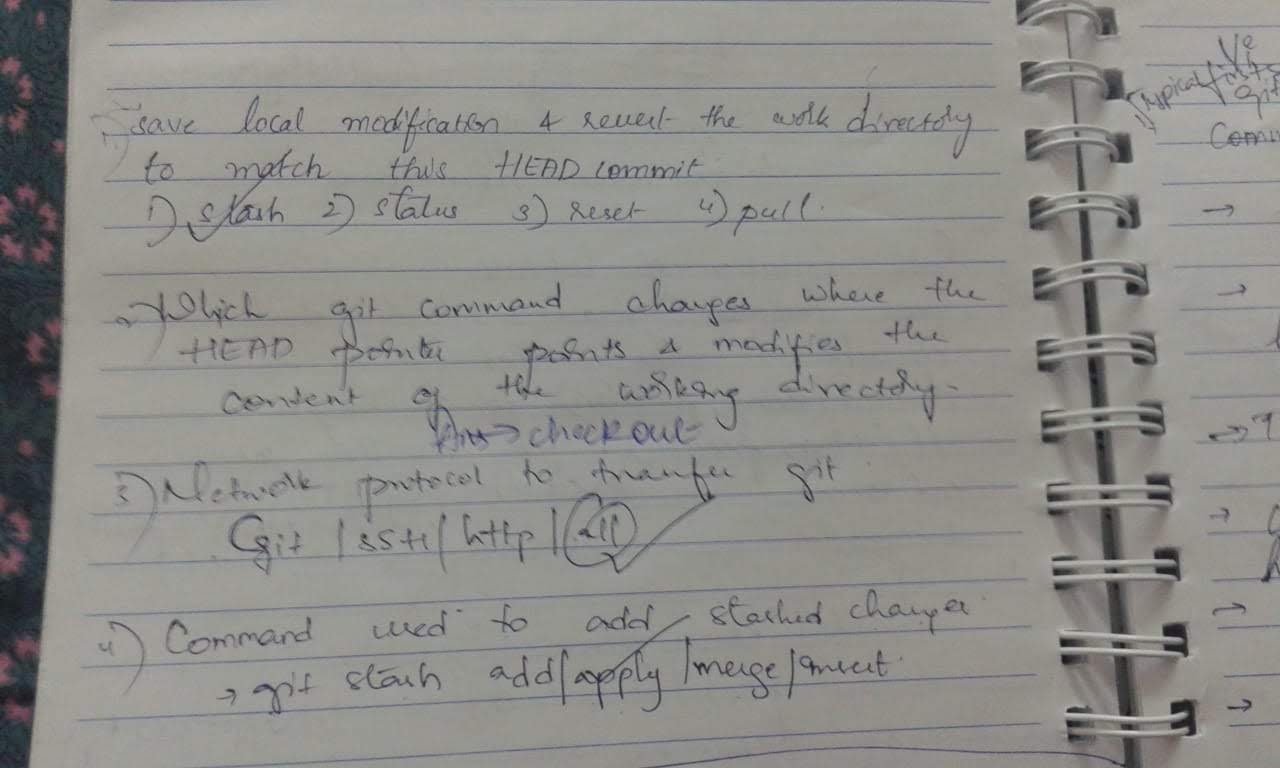 1) save local modification & revert the work directory
to match this HEAD commit
1) stash 2) status 3) reset 4) pull.
2) Which git command changes where the
HEAD pointer points & modifies the
content of the working directory.
Ans → checkout
3) Network protocol to tranfer git
git / SSH / http / all
4) Command used to add stashed changes
→ git stash add / apply / merge /
Typical
git
Comm
→
→
→
→
→
→